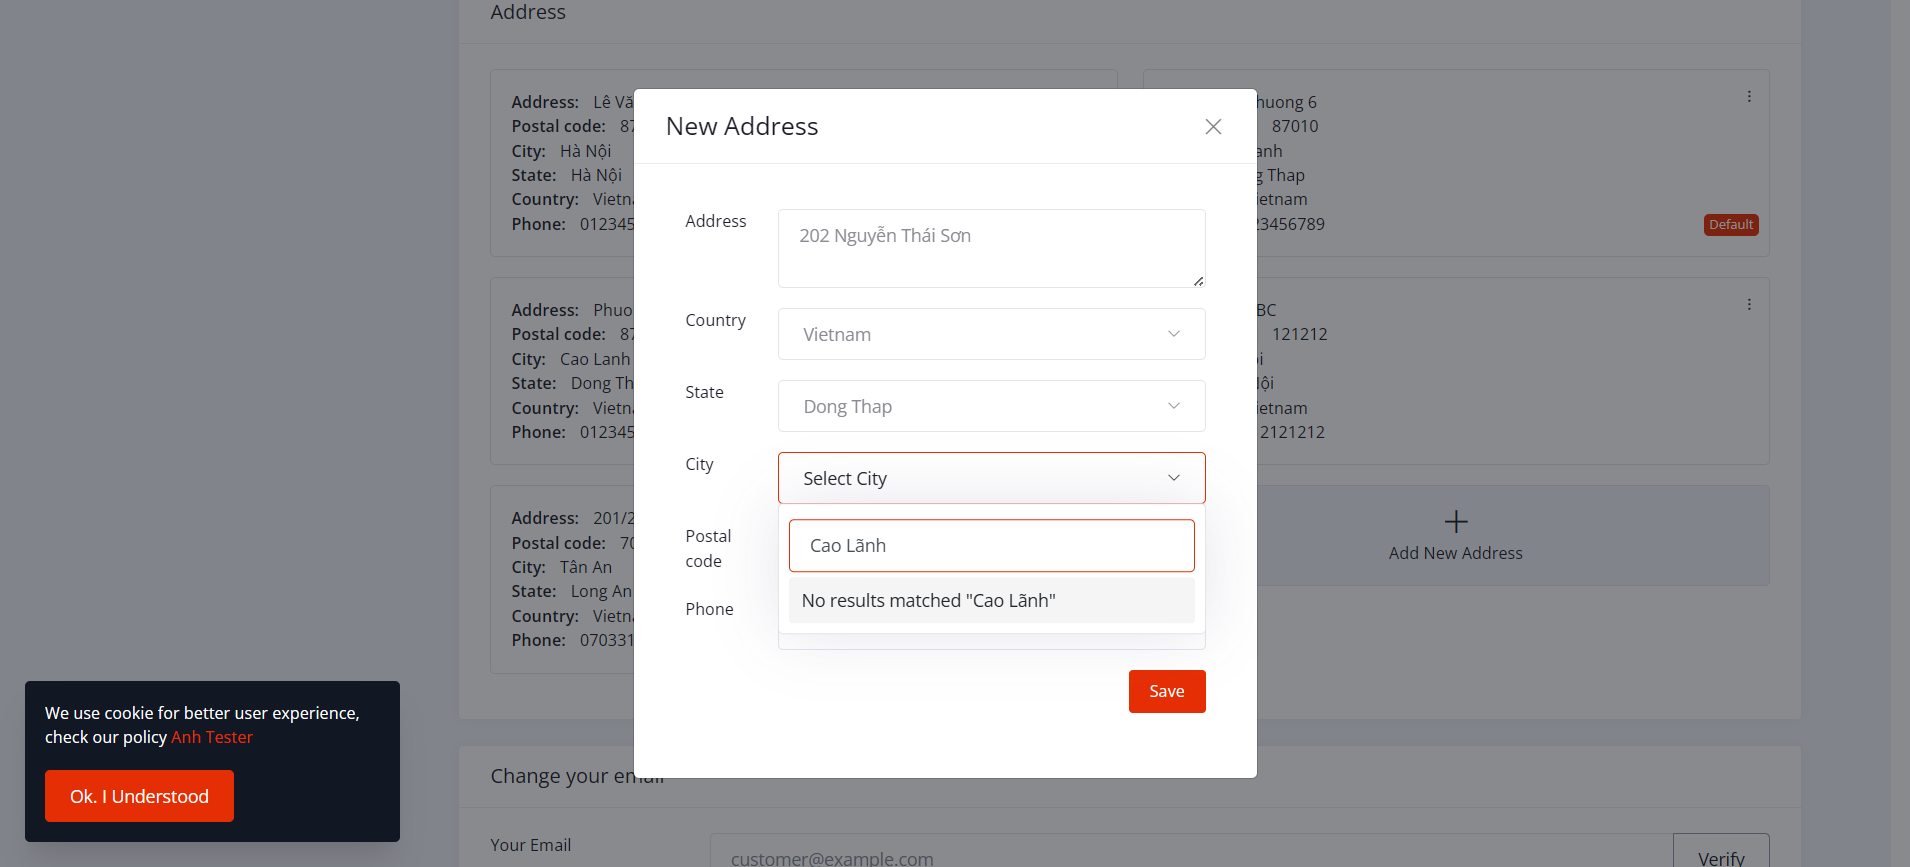 Address
Address: Lê Vă
Postal code: 87
City: Hà Nội
State: Hà Nội
Country: Vietna
Phone: 012345
huong 6
87010
anh
g Thap
ietnam
23456789
Default
Address: Phuo
Postal code: 87
City: Cao Lanh
State: Dong Th
Country: Vietna
Phone: 012345
BC
121212
ội
ietnam
2121212
Address: 201/2
Postal code: 70
City: Tân An
State: Long An
Country: Vietna
Phone: 070331
Add New Address
New Address
Address
202 Nguyễn Thái Sơn
Country
Vietnam
State
Dong Thap
City
Select City
Cao Lãnh
No results matched "Cao Lãnh"
Postal
code
Phone
Save
We use cookie for better user experience,
check our policy Anh Tester
Ok. I Understood
Change your email
Your Email
customer@example.com
Verify